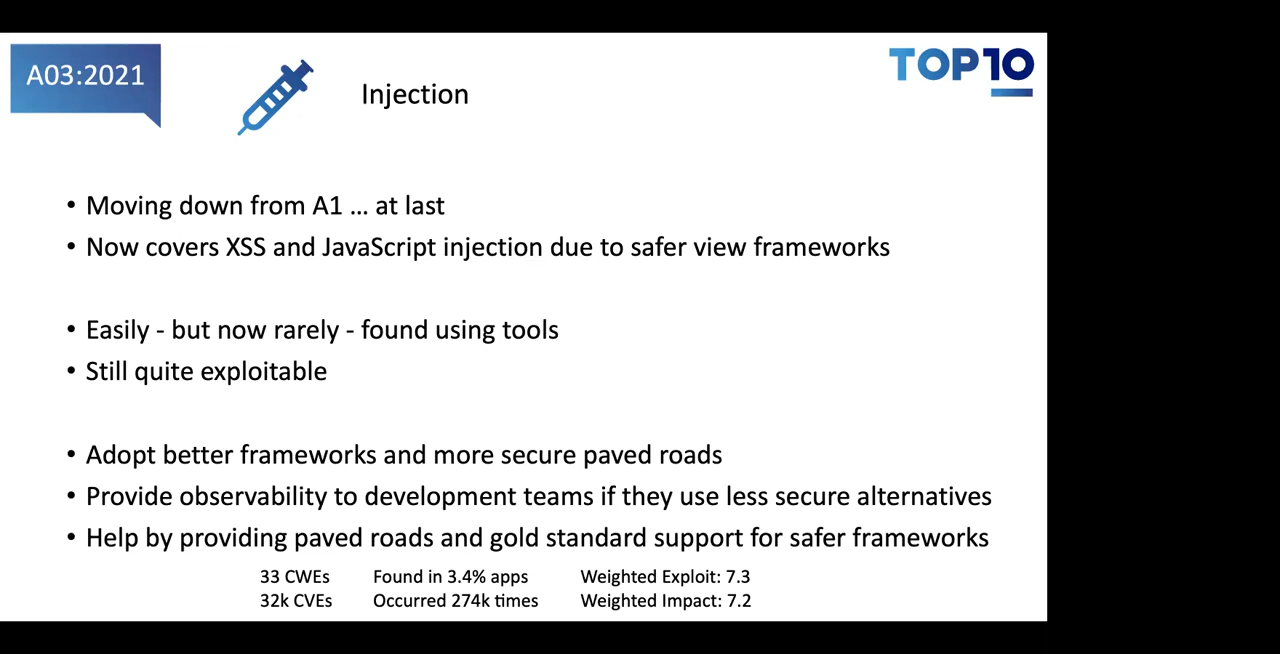 A03:2021
TOP10
Injection
• Moving down from A1 ... at last
• Now covers XSS and JavaScript injection due to safer view frameworks
• Easily - but now rarely - found using tools
• Still quite exploitable
• Adopt better frameworks and more secure paved roads
• Provide observability to development teams if they use less secure alternatives
• Help by providing paved roads and gold standard support for safer frameworks
33 CWEs Found in 3.4% apps Weighted Exploit: 7.3
32k CVEs Occurred 274k times Weighted Impact: 7.2